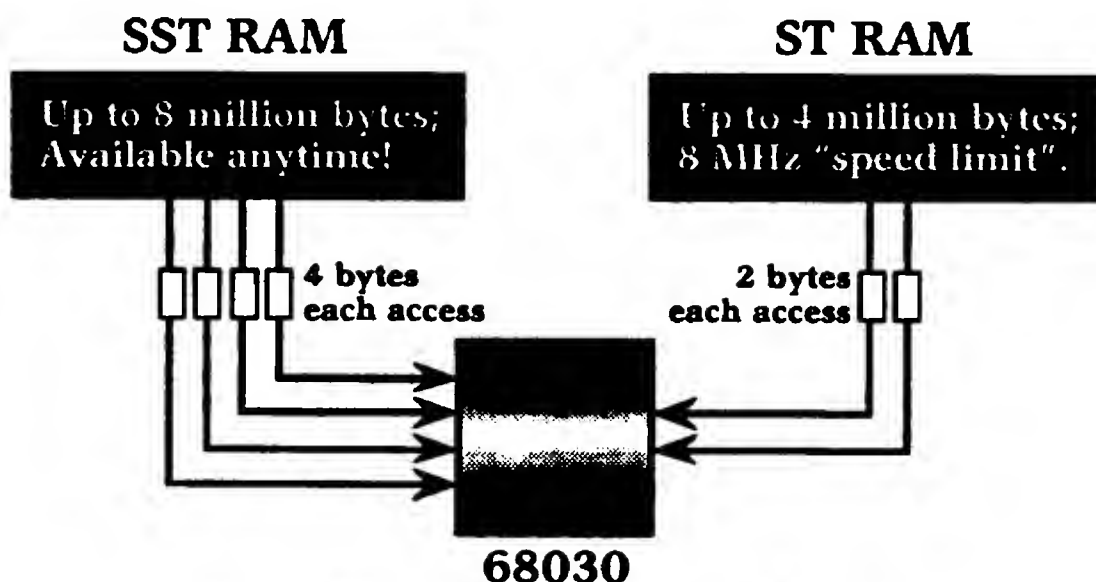 SST RAM
Up to 8 million bytes;
Available anytime!
4 bytes
each access
ST RAM
Up to 4 million bytes;
8 MHz "speed limit".
2 bytes
each access
68030